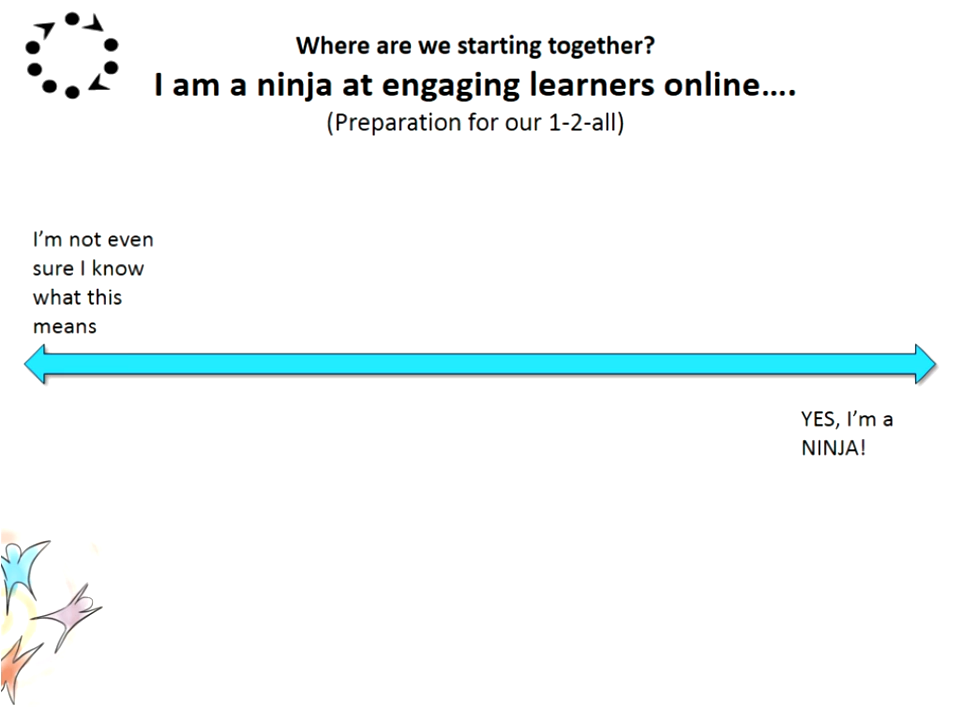 Where are we starting together?
I am a ninja at engaging learners online….
(Preparation for our 1-2-all)
I’m not even
sure I know
what this
means
YES, I’m a
NINJA!